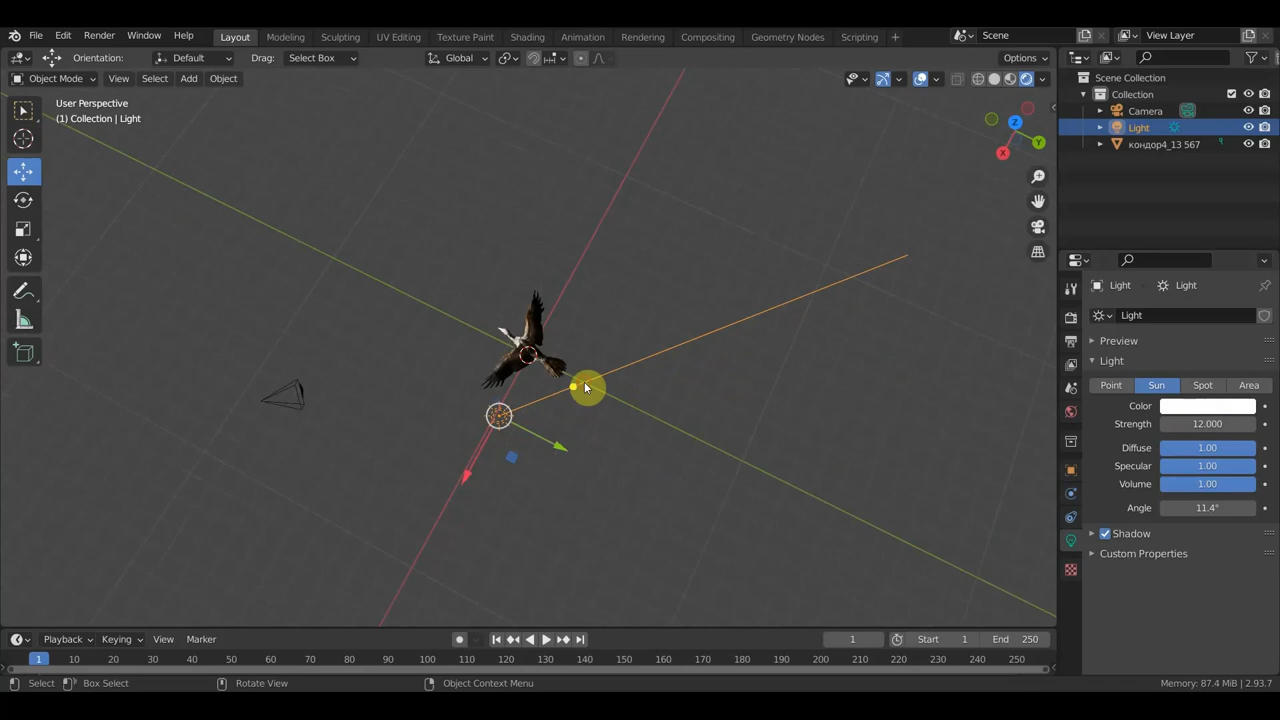 File Edit Render Window Help Layout Modeling Sculpting UV Editing Texture Paint Shading Animation Rendering Compositing Geometry Nodes Scripting + Scene View Layer
Orientation: Default Drag: Select Box Global Options
Object Mode View Select Add Object
User Perspective
(1) Collection | Light
Z
Y
X
Scene Collection
Collection
Camera
Light
кондор4_13 567
Light Light
Light
Preview
Light
Point Sun Spot Area
Color
Strength 12.000
Diffuse 1.00
Specular 1.00
Volume 1.00
Angle 11.4°
Shadow
Custom Properties
Playback Keying View Marker 1 Start 1 End 250
1 10 20 30 40 50 60 70 80 90 100 110 120 130 140 150 160 170 180 190 200 210 220 230 240 250
Select Box Select Rotate View Object Context Menu Memory: 87.4 MiB | 2.93.7